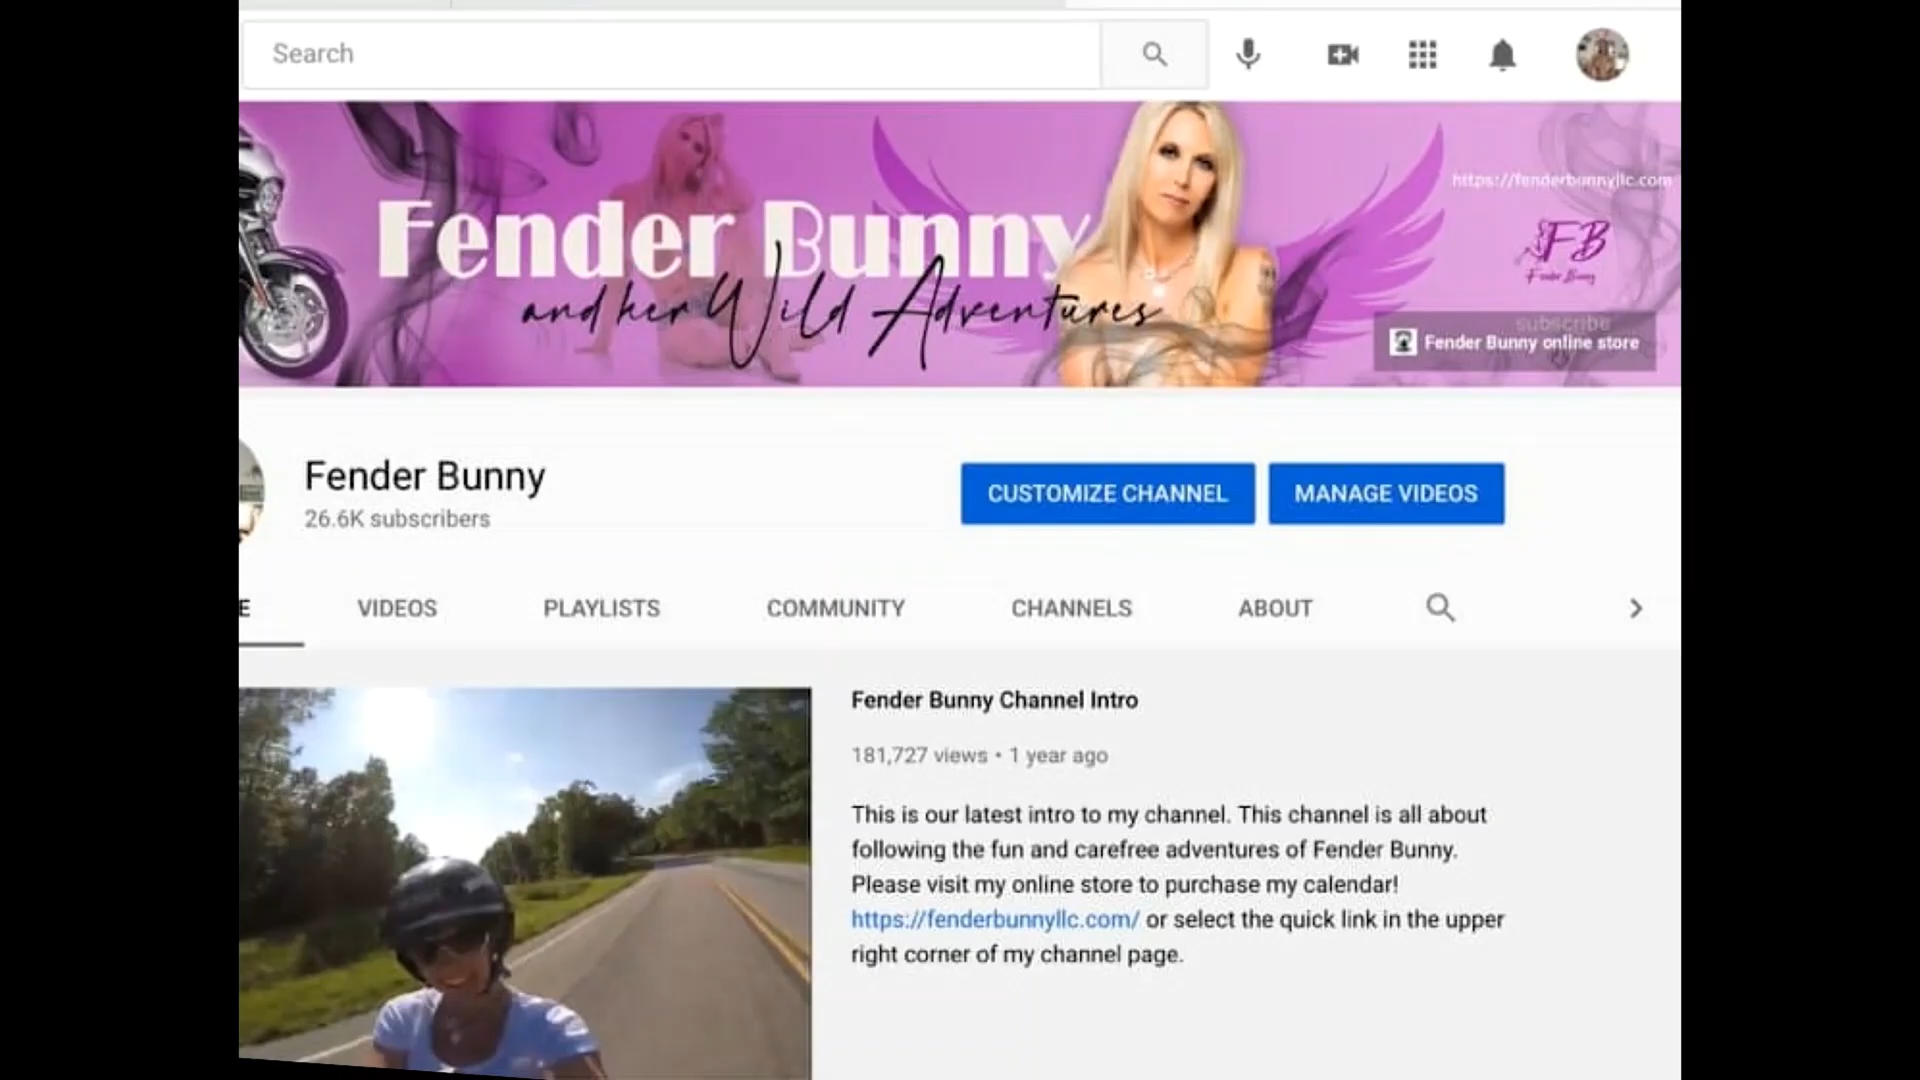 Search
https://fenderbunnyllc.com
Fender Bunny
and her Wild Adventures
FB
Fender Bunny
subscribe
Fender Bunny online store
Fender Bunny
26.6K subscribers
CUSTOMIZE CHANNEL
MANAGE VIDEOS
E
VIDEOS
PLAYLISTS
COMMUNITY
CHANNELS
ABOUT
Fender Bunny Channel Intro
181,727 views • 1 year ago
This is our latest intro to my channel. This channel is all about
following the fun and carefree adventures of Fender Bunny.
Please visit my online store to purchase my calendar!
https://fenderbunnyllc.com/ or select the quick link in the upper
right corner of my channel page.